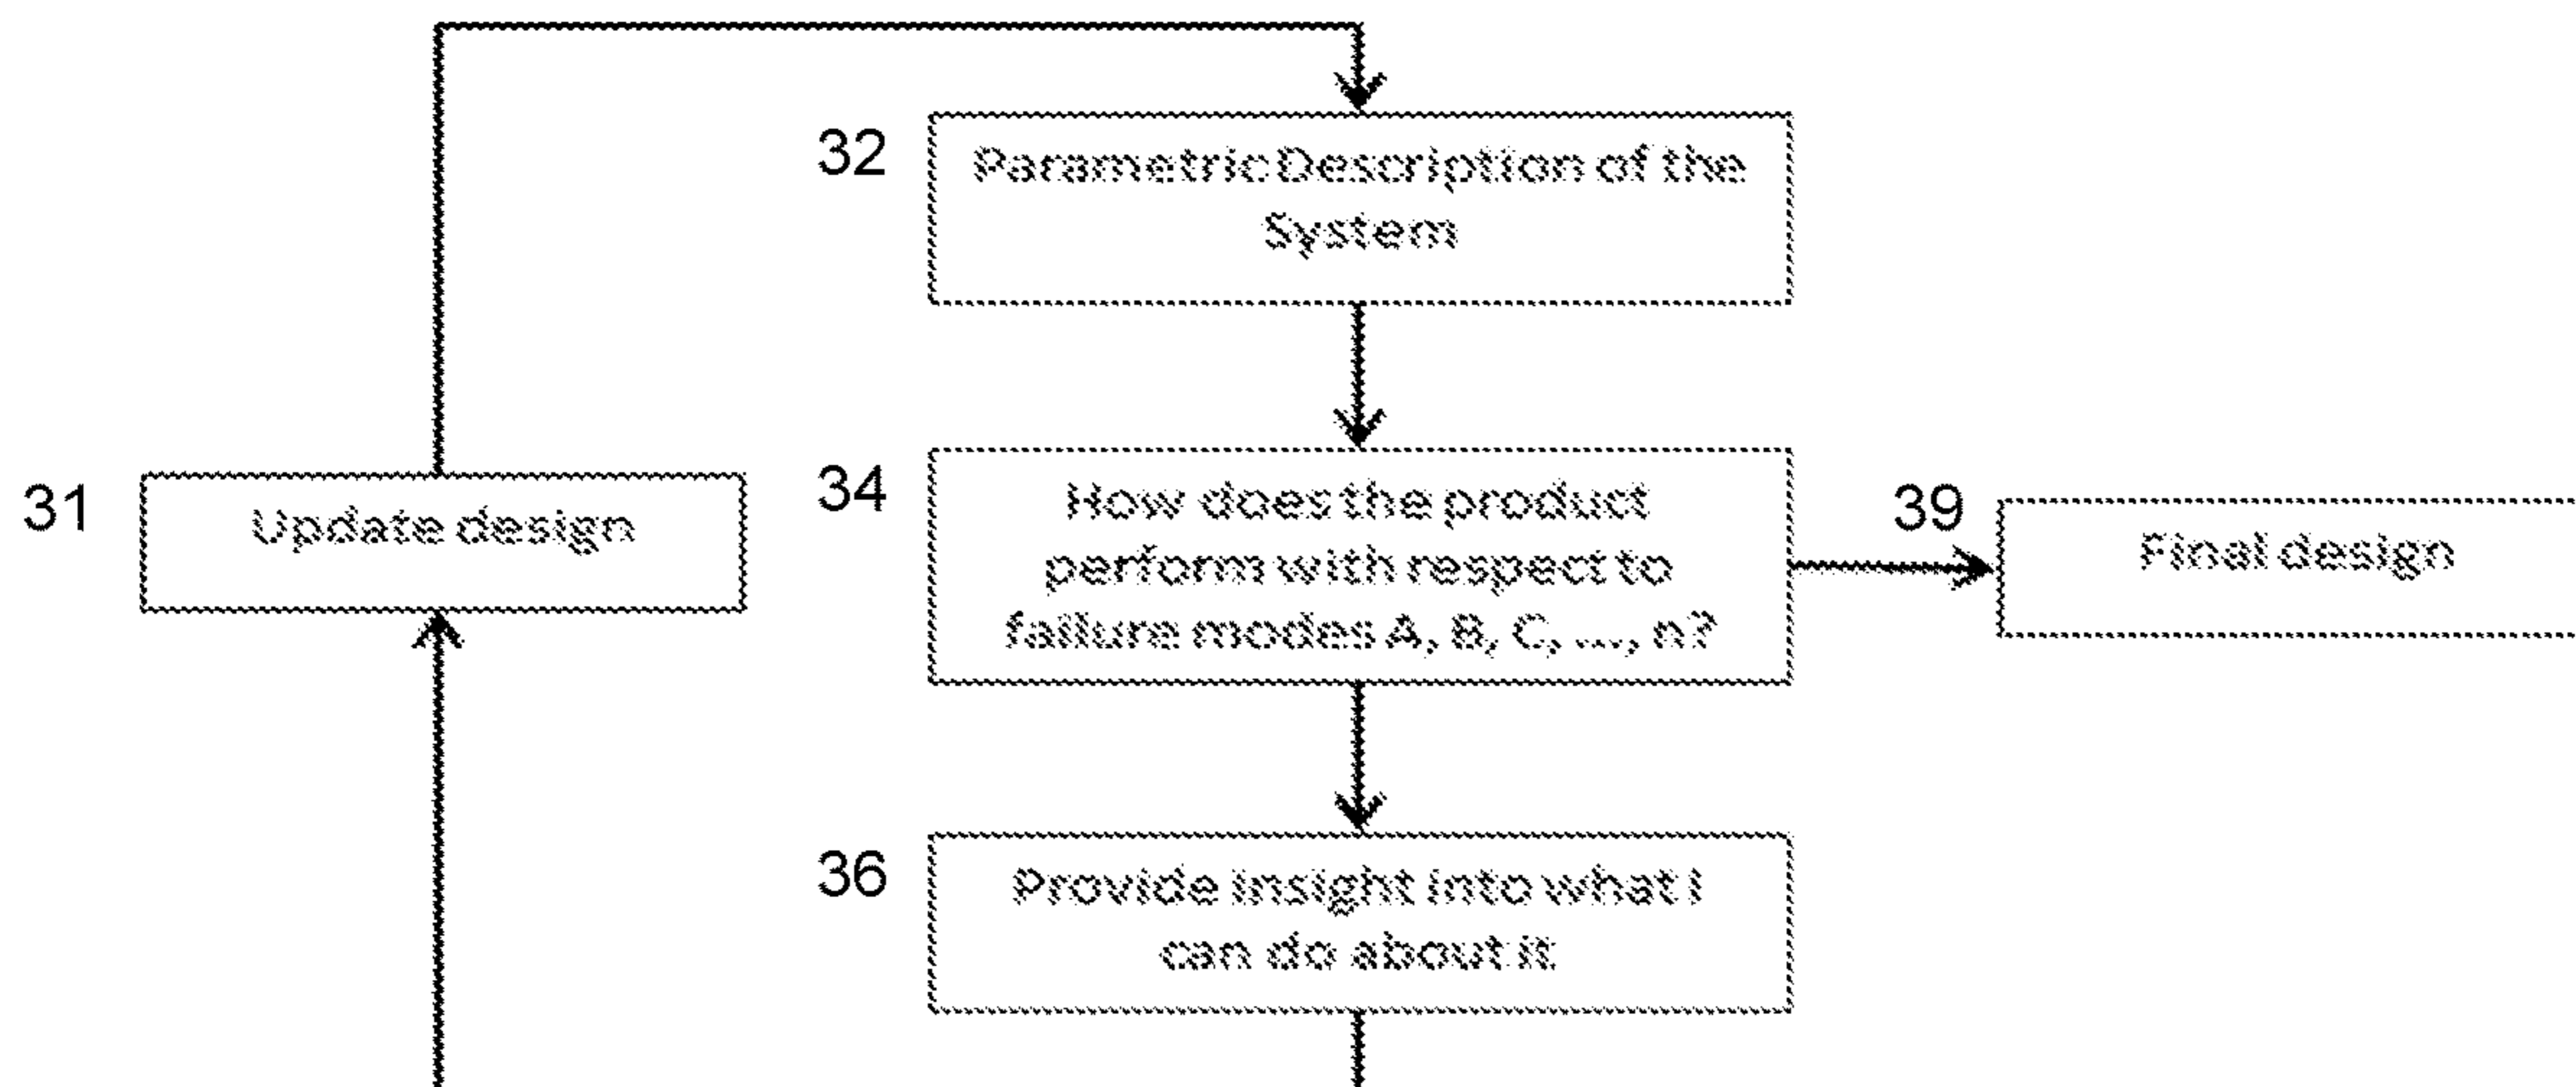 32
Parametric Description of the
System
31
Update design
34
How does the product
perform with respect to
failure modes A, B, C, ..., n?
39
Final design
36
Provide insight into what I
can do about it